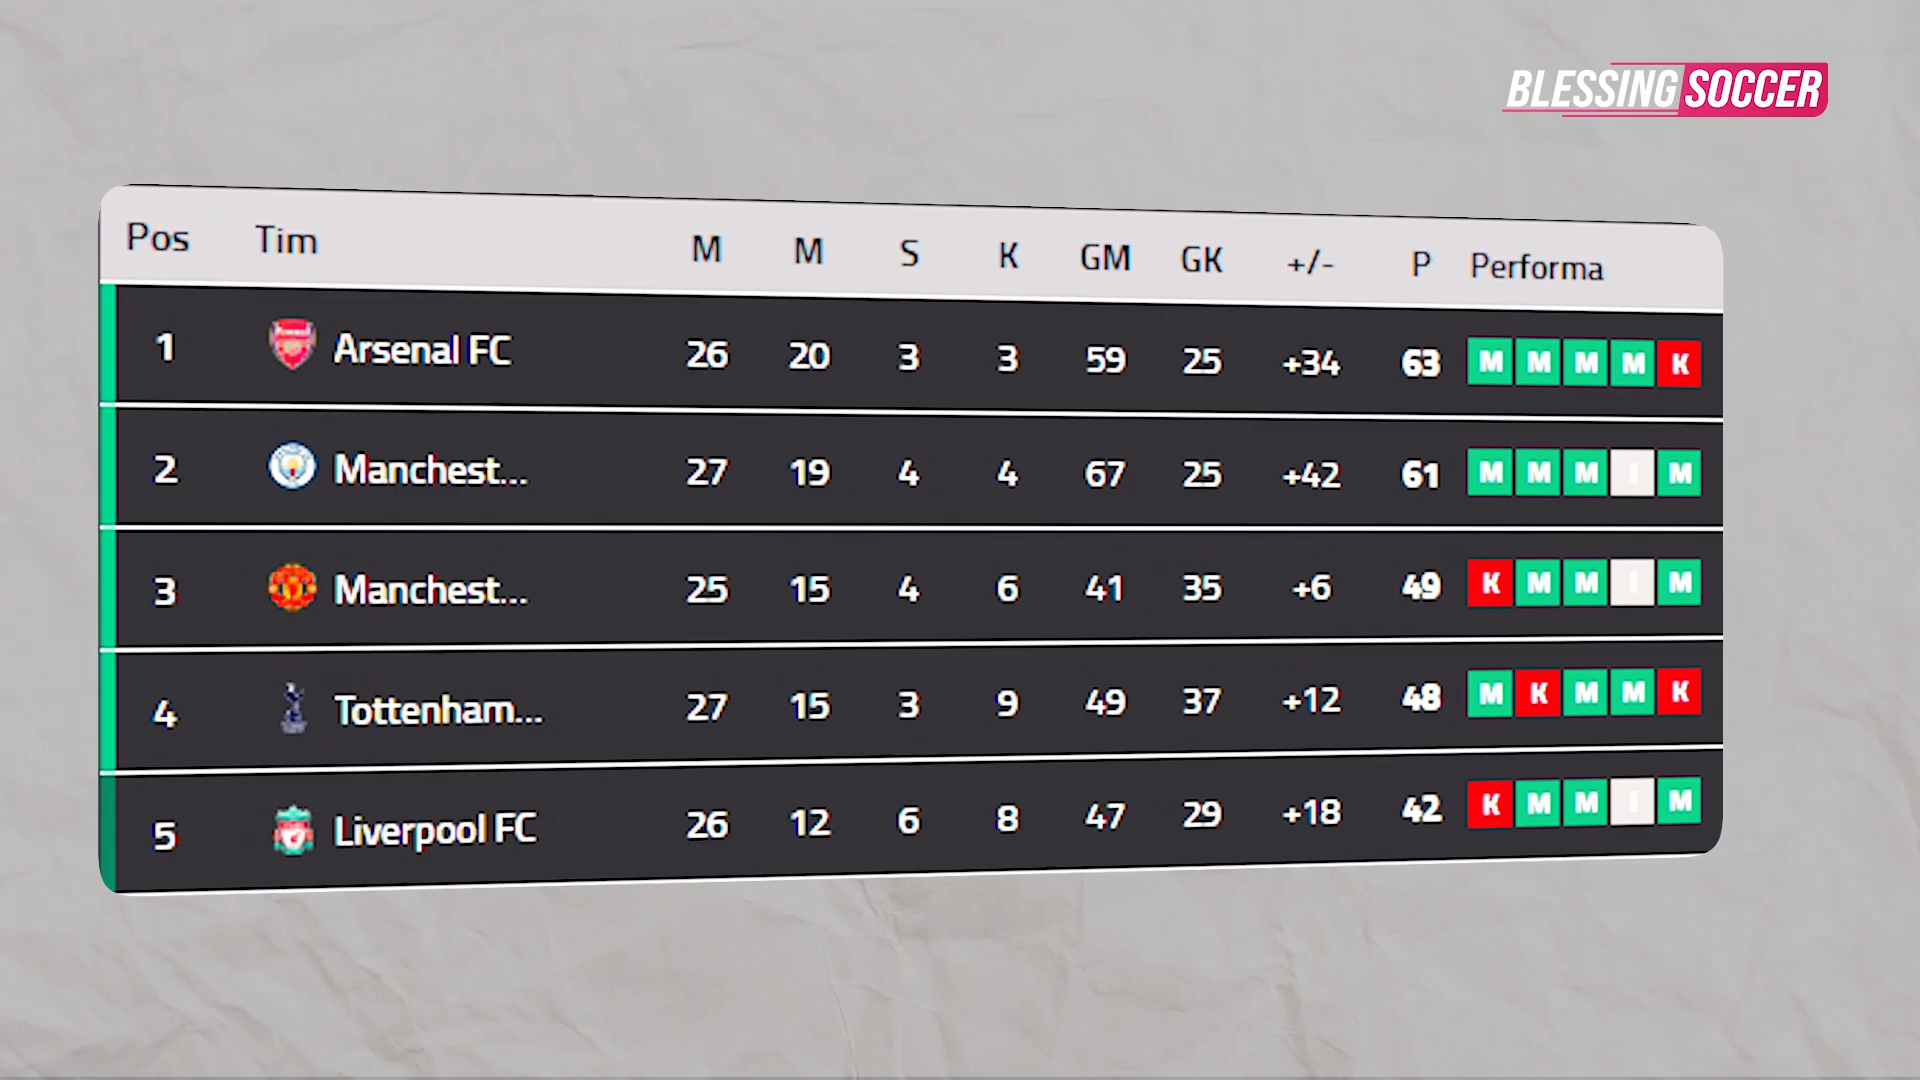 BLESSING SOCCER
Pos Tim M M S K GM GK +/- P Performa
1 Arsenal FC 26 20 3 3 59 25 +34 63 M M M M K
2 Manchest... 27 19 4 4 67 25 +42 61 M M M I M
3 Manchest... 25 15 4 6 41 35 +6 49 K M M I M
4 Tottenham... 27 15 3 9 49 37 +12 48 M K M M K
5 Liverpool FC 26 12 6 8 47 29 +18 42 K M M I M